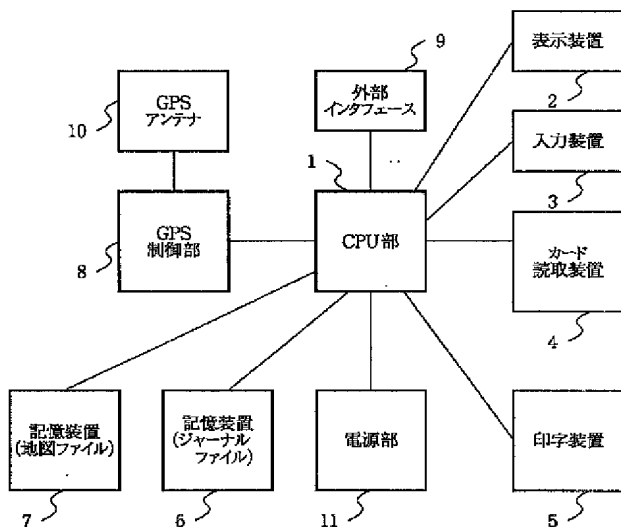 9
外部
インタフェース
表示装置
2
10
GPS
アンテナ
1
入力装置
3
8
GPS
制御部
CPU部
カード
読取装置
4
記憶装置
(地図ファイル)
7
記憶装置
(ジャーナル
ファイル)
6
電源部
11
印字装置
5